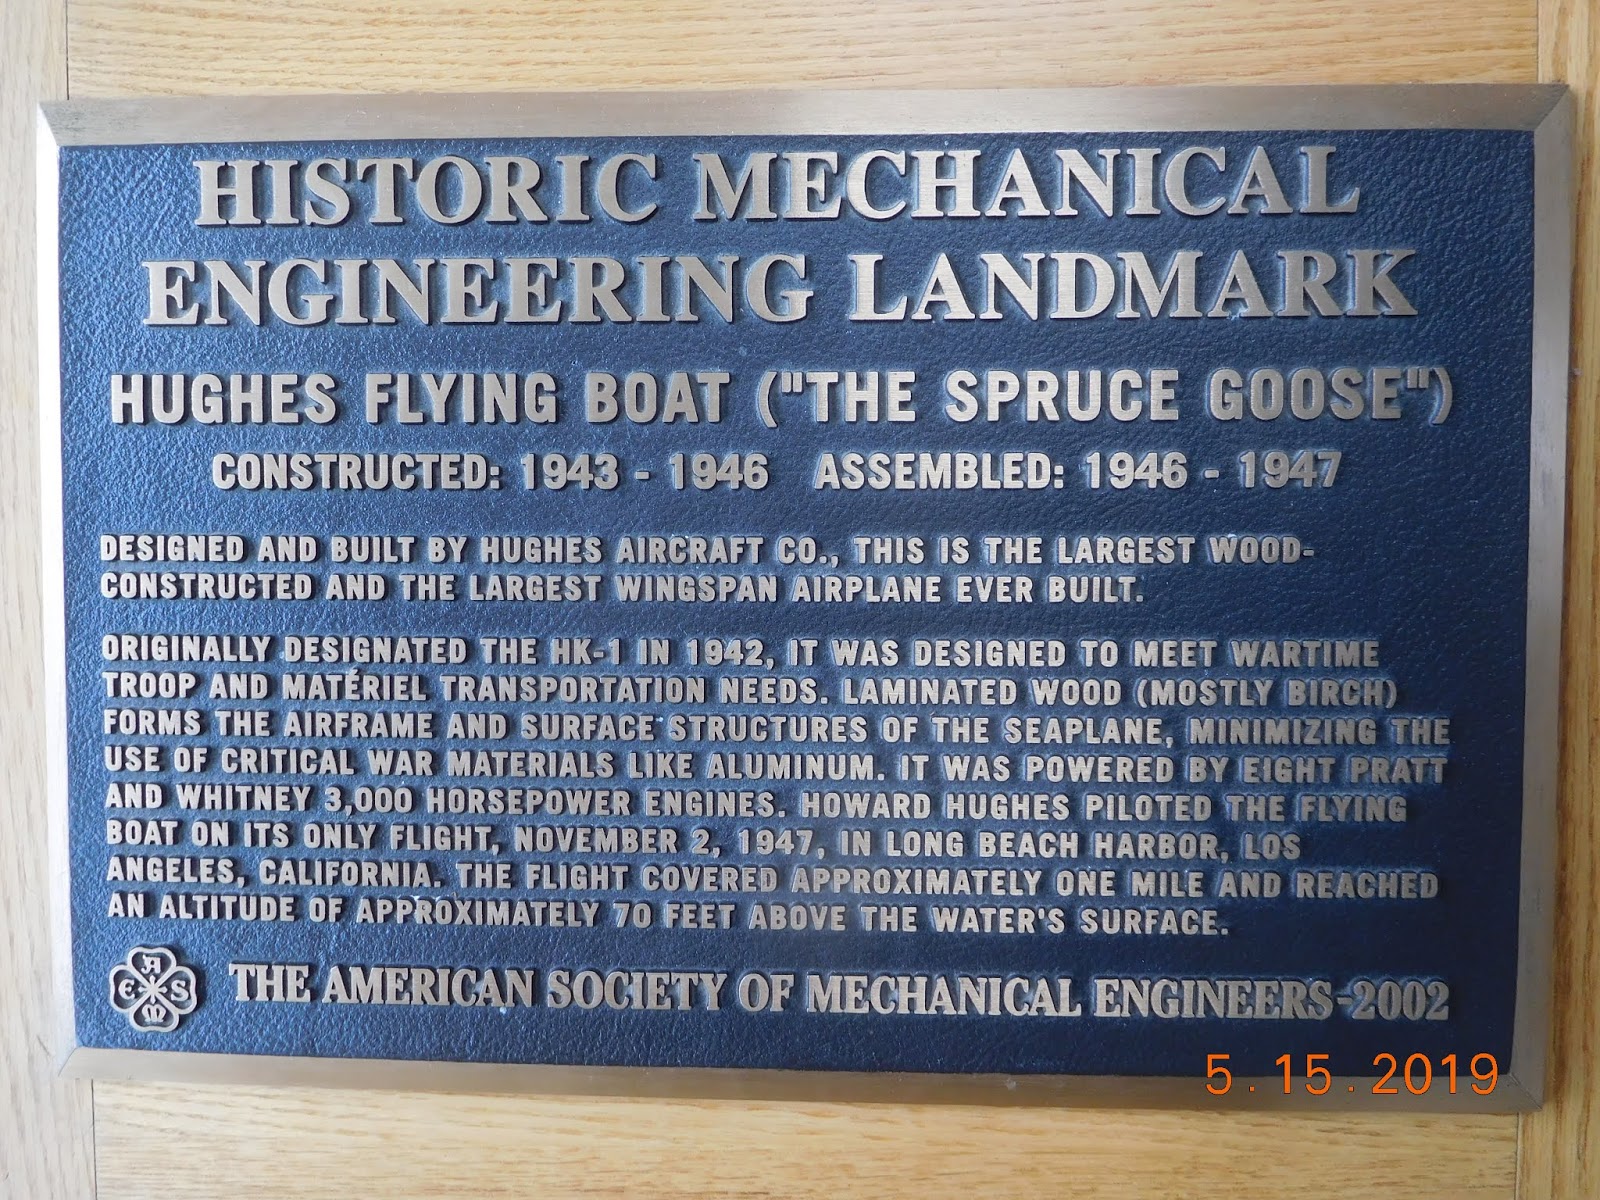 HISTORIC MECHANICAL
ENGINEERING LANDMARK
HUGHES FLYING BOAT ("THE SPRUCE GOOSE")
CONSTRUCTED: 1943 - 1946 ASSEMBLED: 1946 - 1947
DESIGNED AND BUILT BY HUGHES AIRCRAFT CO., THIS IS THE LARGEST WOOD-
CONSTRUCTED AND THE LARGEST WINGSPAN AIRPLANE EVER BUILT.
ORIGINALLY DESIGNATED THE HK-1 IN 1942, IT WAS DESIGNED TO MEET WARTIME
TROOP AND MATÉRIEL TRANSPORTATION NEEDS. LAMINATED WOOD (MOSTLY BIRCH)
FORMS THE AIRFRAME AND SURFACE STRUCTURES OF THE SEAPLANE, MINIMIZING THE
USE OF CRITICAL WAR MATERIALS LIKE ALUMINUM. IT WAS POWERED BY EIGHT PRATT
AND WHITNEY 3,000 HORSEPOWER ENGINES. HOWARD HUGHES PILOTED THE FLYING
BOAT ON ITS ONLY FLIGHT, NOVEMBER 2, 1947, IN LONG BEACH HARBOR, LOS
ANGELES, CALIFORNIA. THE FLIGHT COVERED APPROXIMATELY ONE MILE AND REACHED
AN ALTITUDE OF APPROXIMATELY 70 FEET ABOVE THE WATER'S SURFACE.
A
E S
M
THE AMERICAN SOCIETY OF MECHANICAL ENGINEERS-2002
5.15.2019